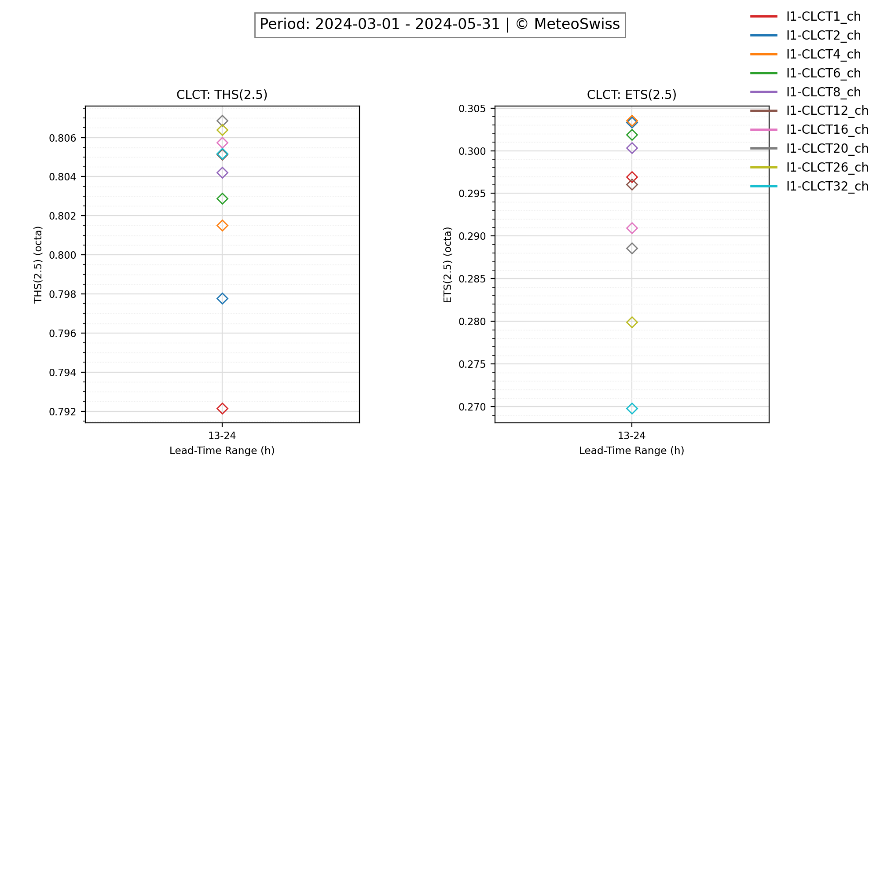 Period: 2024-03-01 - 2024-05-31 | © MeteoSwiss
I1-CLCT1_ch
I1-CLCT2_ch
I1-CLCT4_ch
I1-CLCT6_ch
I1-CLCT8_ch
I1-CLCT12_ch
I1-CLCT16_ch
I1-CLCT20_ch
I1-CLCT26_ch
I1-CLCT32_ch
CLCT: THS(2.5)
THS(2.5) (octa)
0.806
0.804
0.802
0.800
0.798
0.796
0.794
0.792
13-24
Lead-Time Range (h)
CLCT: ETS(2.5)
ETS(2.5) (octa)
0.305
0.300
0.295
0.290
0.285
0.280
0.275
0.270
13-24
Lead-Time Range (h)